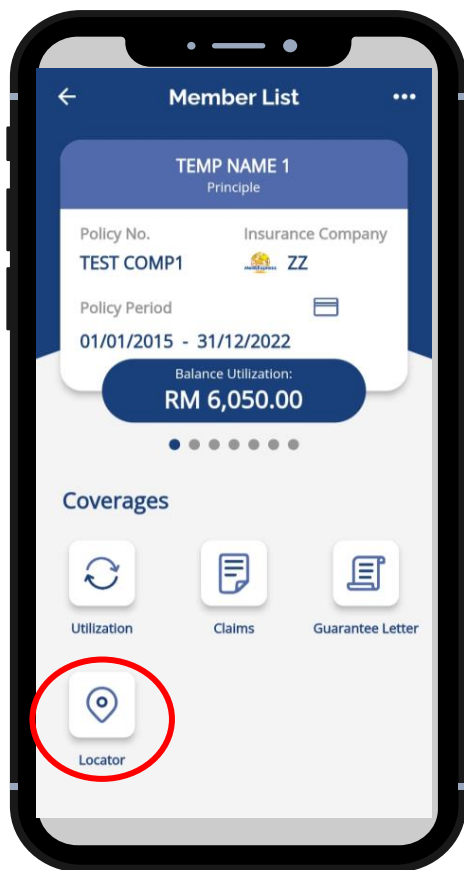 Member List
TEMP NAME 1
Principle
Policy No. Insurance Company
TEST COMP1 ZZ
Policy Period
01/01/2015 - 31/12/2022
Balance Utilization:
RM 6,050.00
Coverages
Utilization Claims Guarantee Letter
Locator